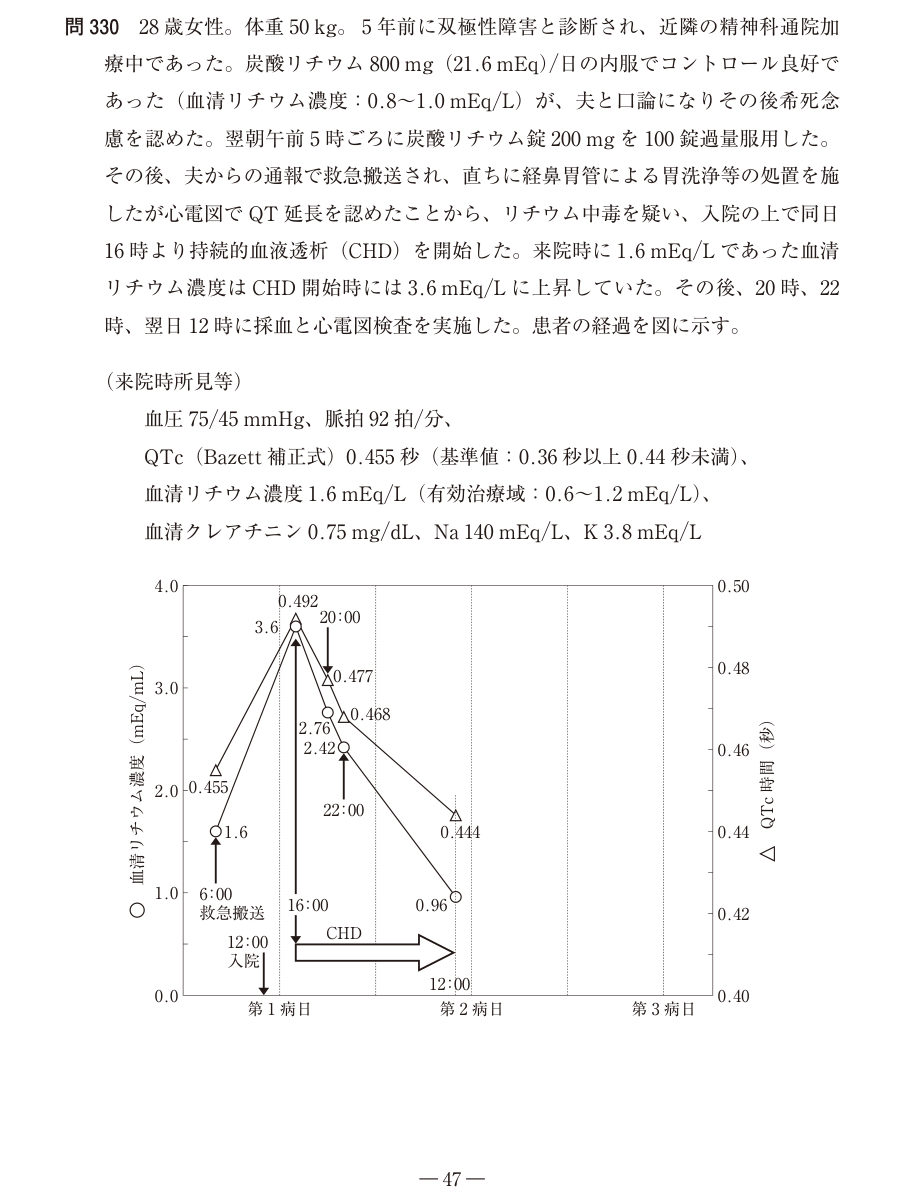 問 330 28 歳女性。体重 50 kg。 5 年前に双極性障害と診断され、近隣の精神科通院加
療中であった。炭酸リチウム 800 mg（21.6 mEq）/日の内服でコントロール良好で
あった（血清リチウム濃度：0.8〜1.0 mEq/L）が、夫と口論になりその後希死念
慮を認めた。翌朝午前 5 時ごろに炭酸リチウム錠 200 mg を 100 錠過量服用した。
その後、夫からの通報で救急搬送され、直ちに経鼻胃管による胃洗浄等の処置を施
したが心電図で QT 延長を認めたことから、リチウム中毒を疑い、入院の上で同日
16 時より持続的血液透析（CHD）を開始した。来院時に 1.6 mEq/L であった血清
リチウム濃度は CHD 開始時には 3.6 mEq/L に上昇していた。その後、20 時、22
時、翌日 12 時に採血と心電図検査を実施した。患者の経過を図に示す。
（来院時所見等）
血圧 75/45 mmHg、脈拍 92 拍/分、
QTc（Bazett 補正式）0.455 秒（基準値：0.36 秒以上 0.44 秒未満）、
血清リチウム濃度 1.6 mEq/L（有効治療域：0.6〜1.2 mEq/L）、
血清クレアチニン 0.75 mg/dL、Na 140 mEq/L、K 3.8 mEq/L
○ 血清リチウム濃度（mEq/mL）
4.0
3.0
2.0
1.0
0.0
0.492
3.6
20:00
0.477
0.468
2.76
2.42
22:00
0.455
1.6
6:00
救急搬送
12:00
入院
16:00
CHD
0.444
0.96
12:00
0.50
0.48
0.46
0.44
0.42
0.40
△ QTc 時間（秒）
第 1 病日
第 2 病日
第 3 病日
― 47 ―